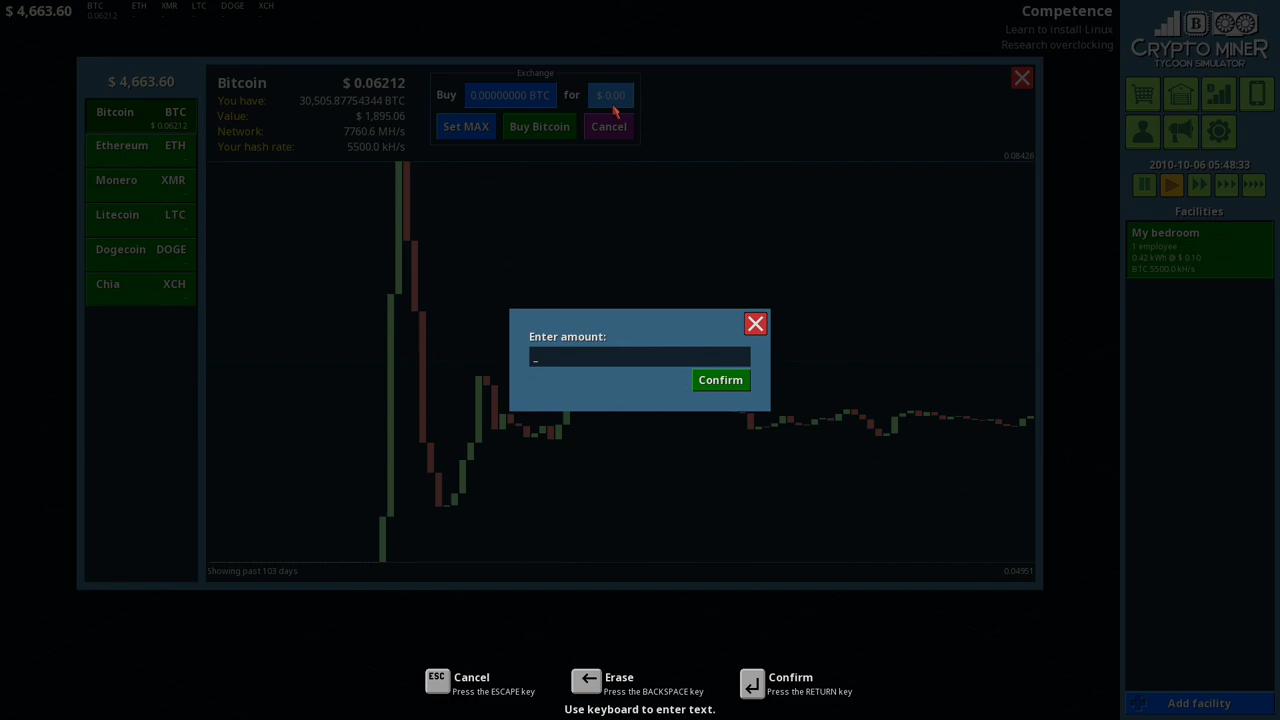 $ 4,663.60
BTC ETH XMR LTC DOGE XCH
0.06212 - - - - -
Competence
Learn to install Linux
Research overclocking
CRYPTO MINER
TYCOON SIMULATOR
$ 4,663.60
Bitcoin BTC
$ 0.06212
Ethereum ETH
-
Monero XMR
-
Litecoin LTC
-
Dogecoin DOGE
-
Chia XCH
-
Bitcoin $ 0.06212
You have: 30,505.87754344 BTC
Value: $ 1,895.06
Network: 7760.6 MH/s
Your hash rate: 5500.0 kH/s
Exchange
Buy 0.00000000 BTC for $ 0.00
Set MAX Buy Bitcoin Cancel
0.08426
Enter amount:
_
Confirm
Showing past 103 days
0.04951
2010-10-06 05:48:33
Facilities
My bedroom
1 employee
0.42 kWh @ $ 0.10
BTC 5500.0 kH/s
Add facility
ESC Cancel
Press the ESCAPE key
Erase
Press the BACKSPACE key
Confirm
Press the RETURN key
Use keyboard to enter text.